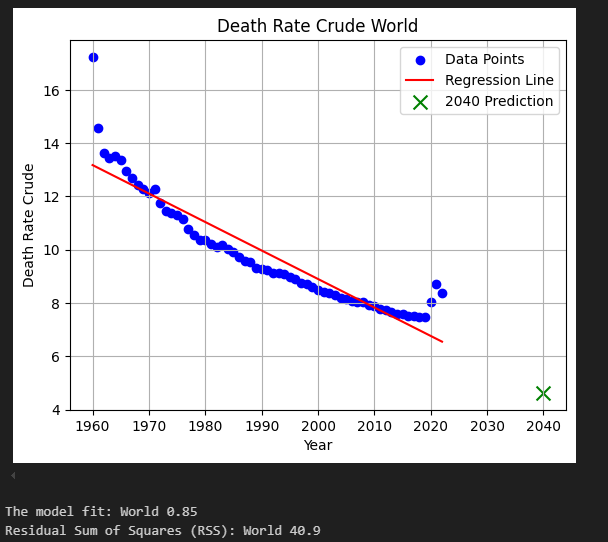 Death Rate Crude World
Data Points
Regression Line
2040 Prediction
Death Rate Crude
16
14
12
10
8
6
4
1960 1970 1980 1990 2000 2010 2020 2030 2040
Year
The model fit: World 0.85
Residual Sum of Squares (RSS): World 40.9